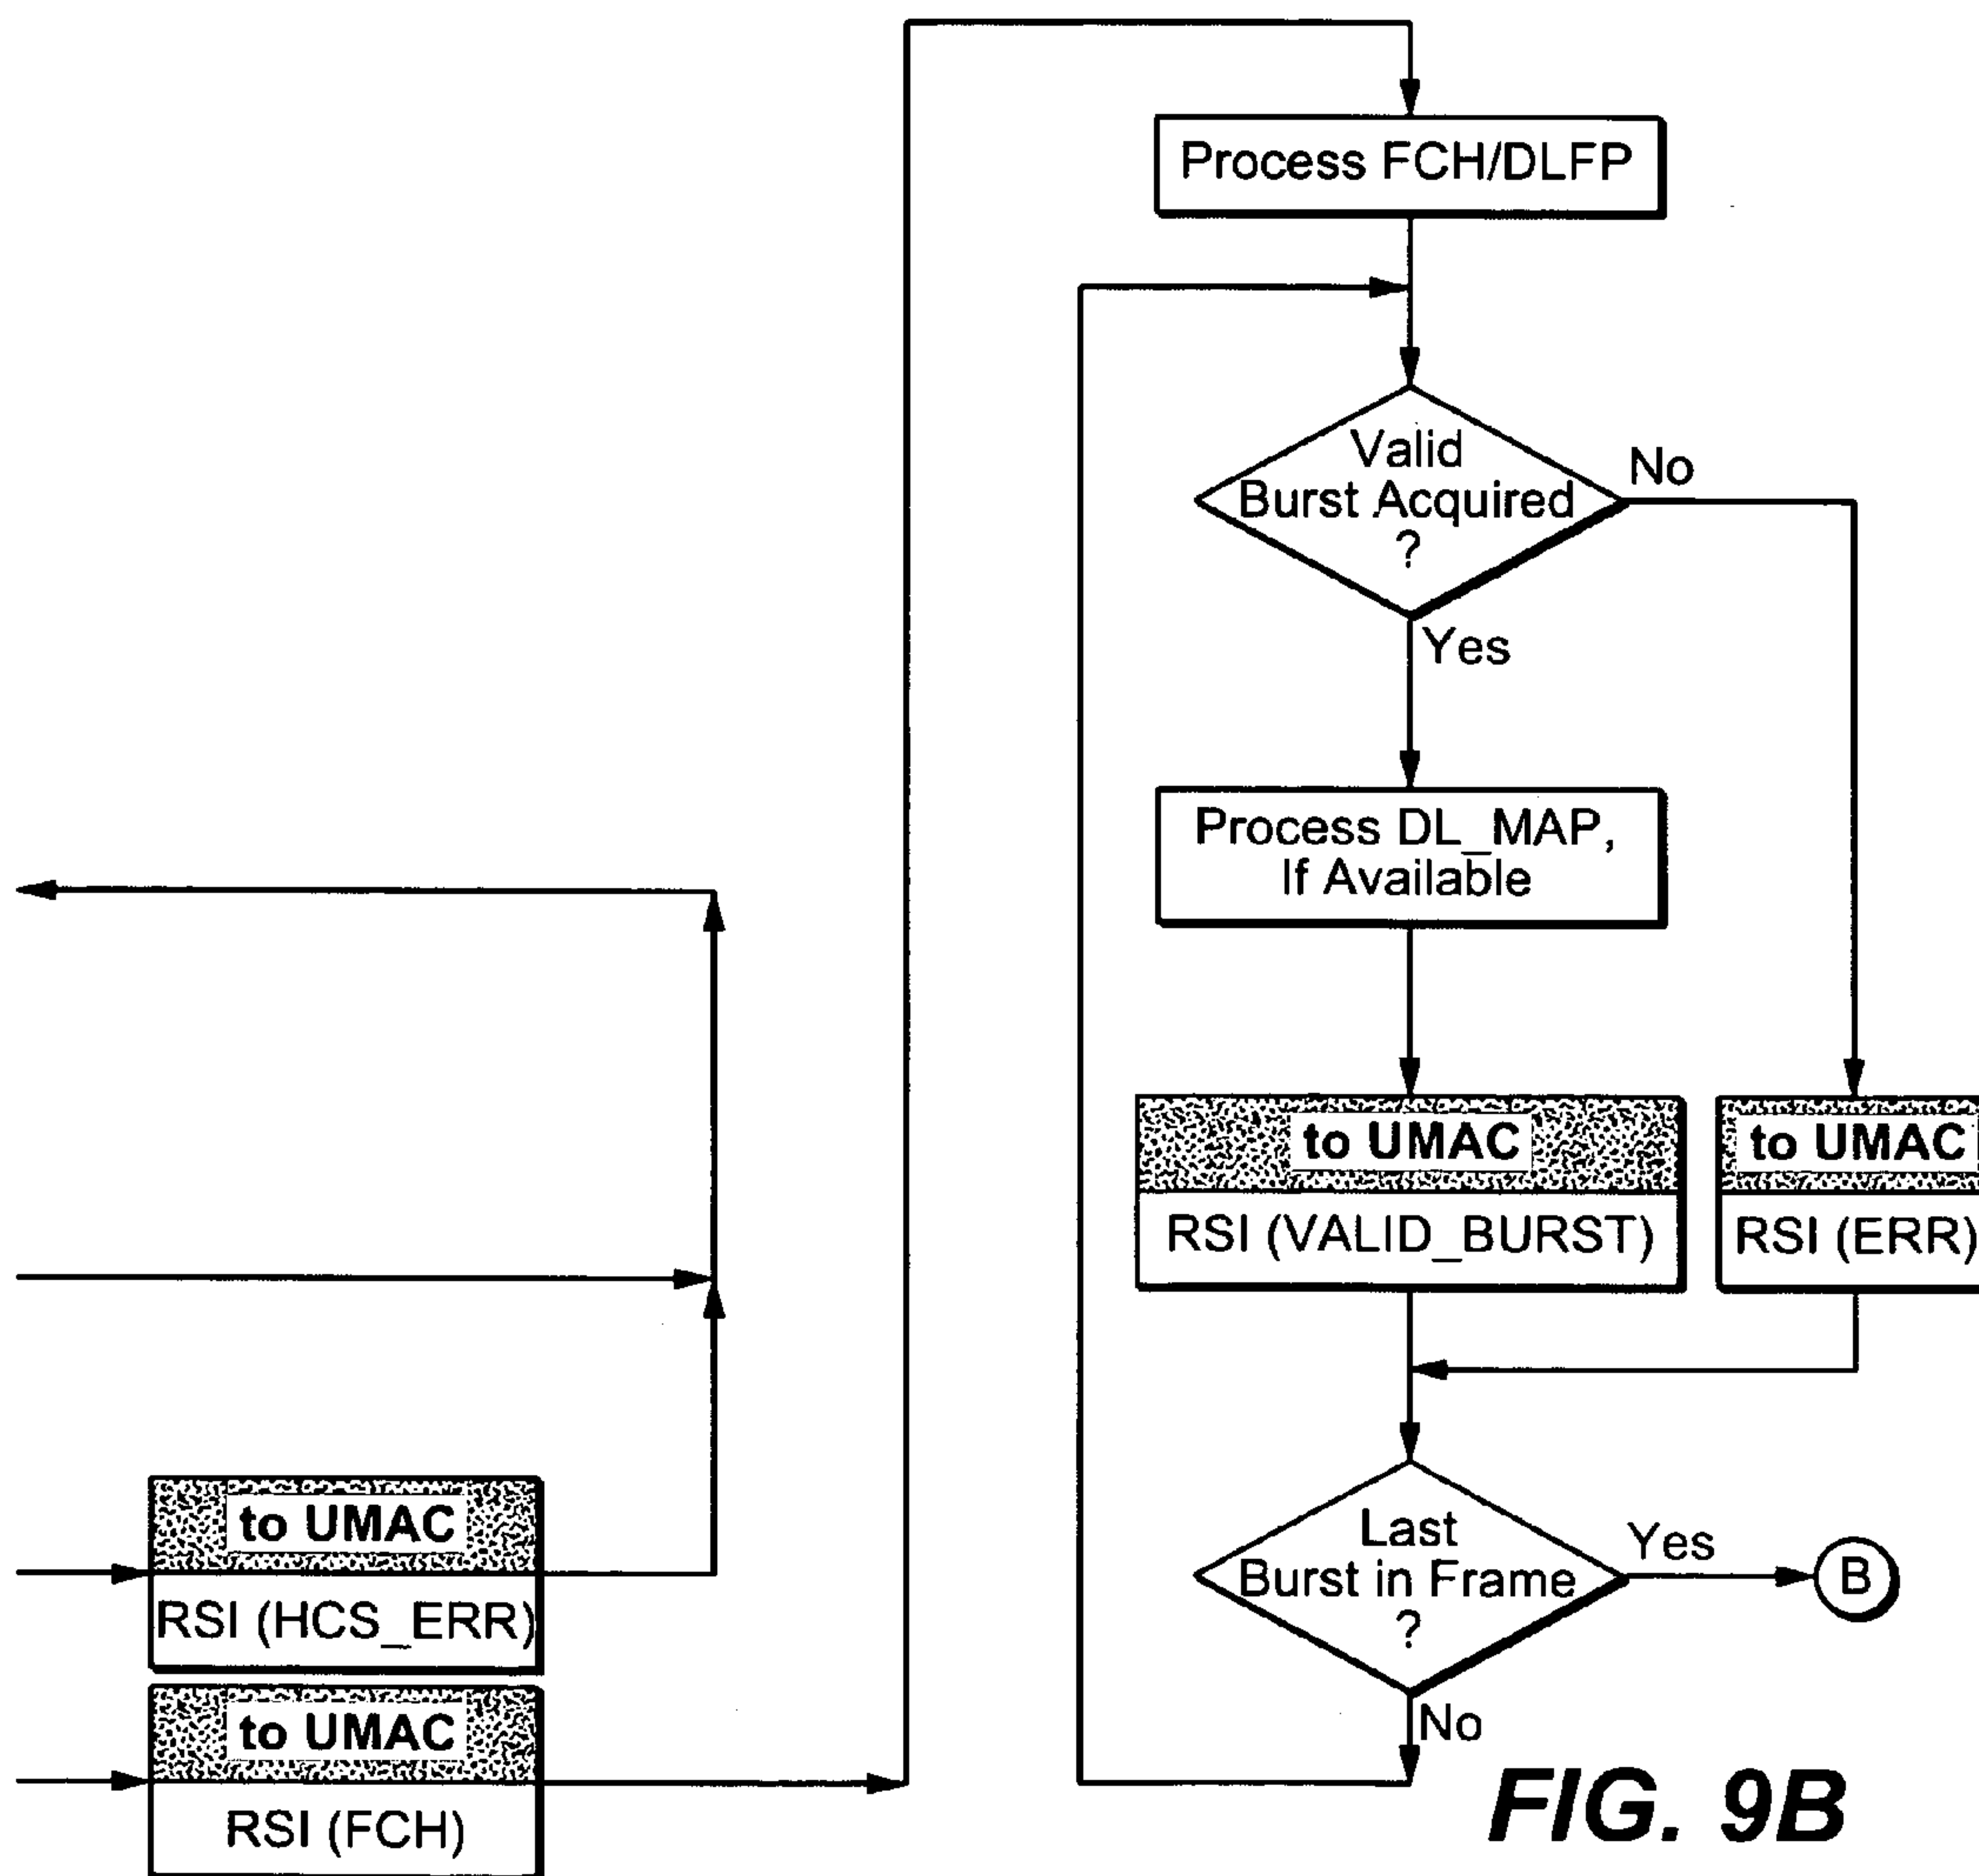 Process FCH/DLFP
Valid
Burst Acquired
?
No
Yes
Process DL_MAP,
If Available
to UMAC
RSI (VALID_BURST)
to UMAC
RSI (ERR)
to UMAC
RSI (HCS_ERR)
to UMAC
RSI (FCH)
Last
Burst in Frame
?
Yes
B
No
FIG. 9B